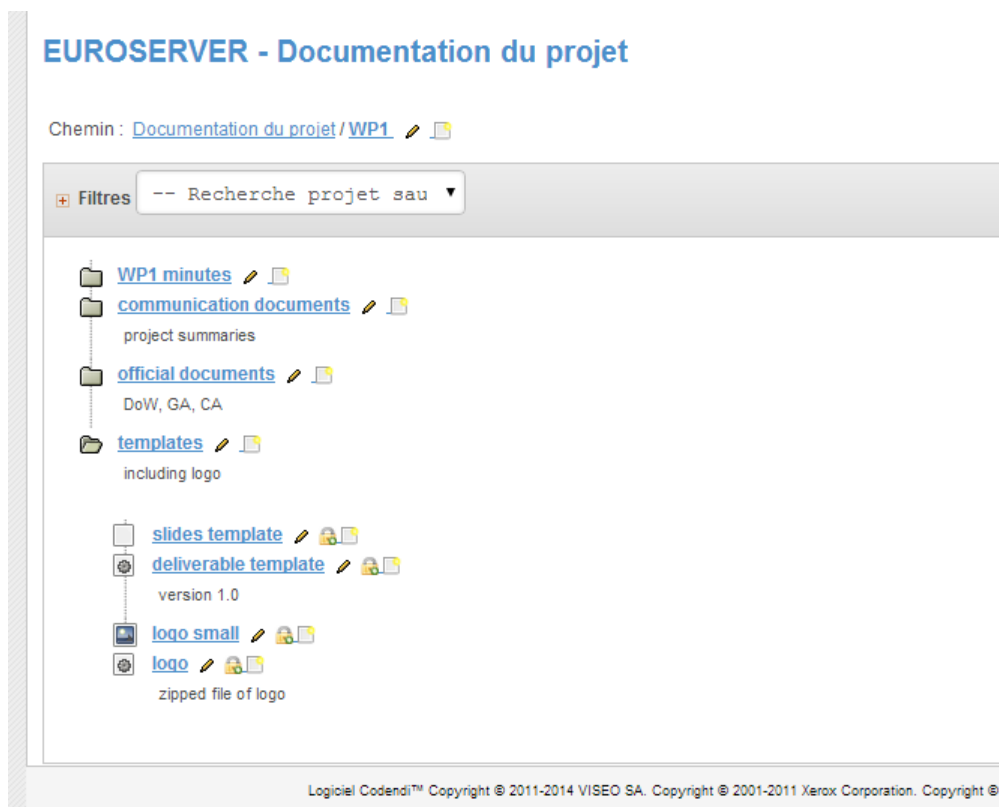 EUROSERVER - Documentation du projet
Chemin : Documentation du projet / WP1
Filtres -- Recherche projet sau
WP1 minutes
communication documents
project summaries
official documents
DoW, GA, CA
templates
including logo
slides template
deliverable template
version 1.0
logo small
logo
zipped file of logo
Logiciel Codendi™ Copyright © 2011-2014 VISEO SA. Copyright © 2001-2011 Xerox Corporation. Copyright ©